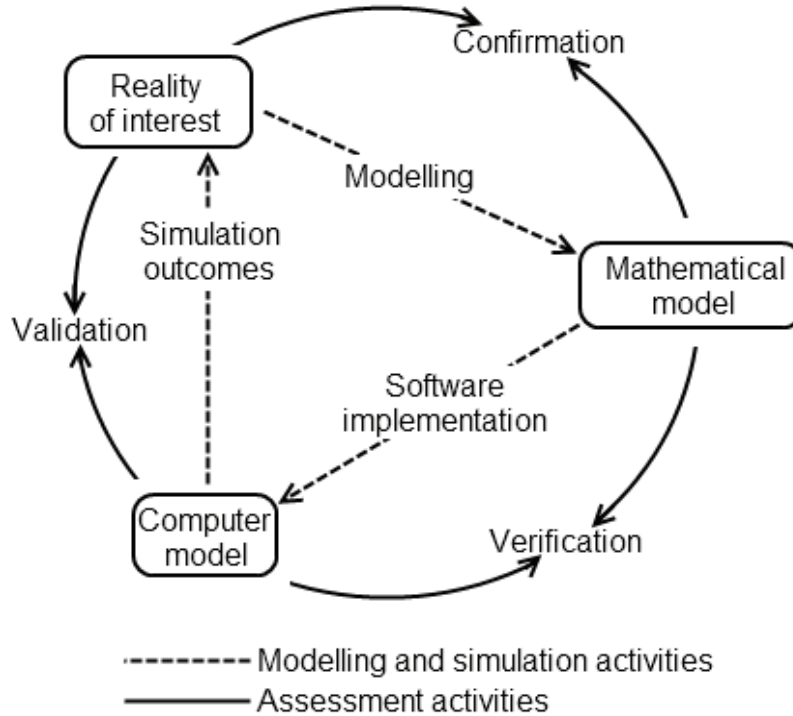 Confirmation
Reality
of interest
Modelling
Simulation
outcomes
Mathematical
model
Validation
Software
implementation
Computer
model
Verification
Modelling and simulation activities
Assessment activities